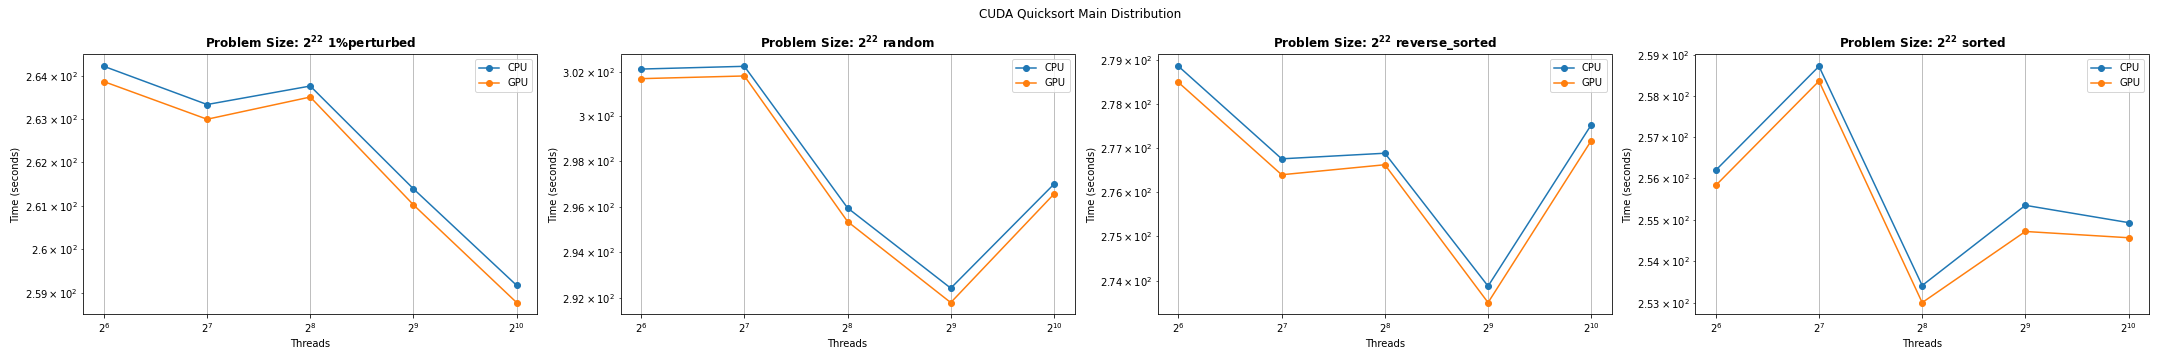 CUDA Quicksort Main Distribution
Problem Size: 2^22 1%perturbed
CPU
GPU
2.64 × 10^2
2.63 × 10^2
2.62 × 10^2
2.61 × 10^2
2.6 × 10^2
2.59 × 10^2
Time (seconds)
2^6 2^7 2^8 2^9 2^10
Threads
Problem Size: 2^22 random
CPU
GPU
3.02 × 10^2
3 × 10^2
2.98 × 10^2
2.96 × 10^2
2.94 × 10^2
2.92 × 10^2
Time (seconds)
2^6 2^7 2^8 2^9 2^10
Threads
Problem Size: 2^22 reverse_sorted
CPU
GPU
2.79 × 10^2
2.78 × 10^2
2.77 × 10^2
2.76 × 10^2
2.75 × 10^2
2.74 × 10^2
Time (seconds)
2^6 2^7 2^8 2^9 2^10
Threads
Problem Size: 2^22 sorted
CPU
GPU
2.59 × 10^2
2.58 × 10^2
2.57 × 10^2
2.56 × 10^2
2.55 × 10^2
2.54 × 10^2
2.53 × 10^2
Time (seconds)
2^6 2^7 2^8 2^9 2^10
Threads